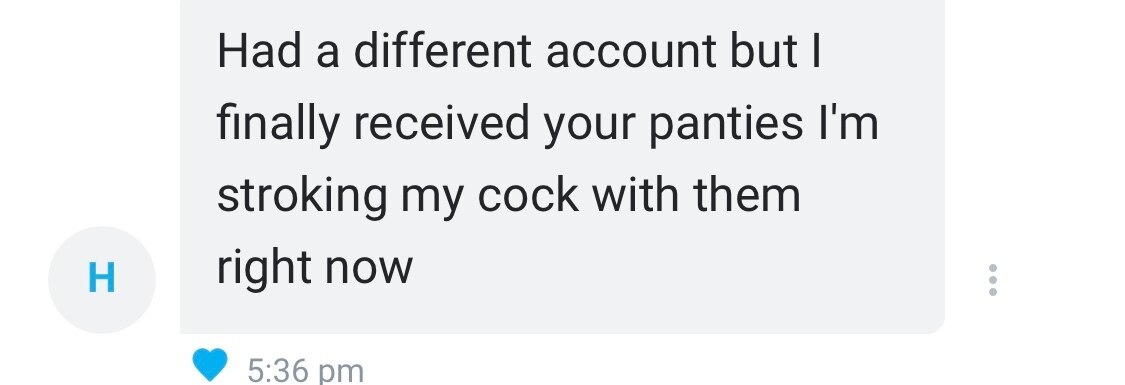 Had a different account but I
finally received your panties I'm
stroking my cock with them
right now
H
5:36 pm